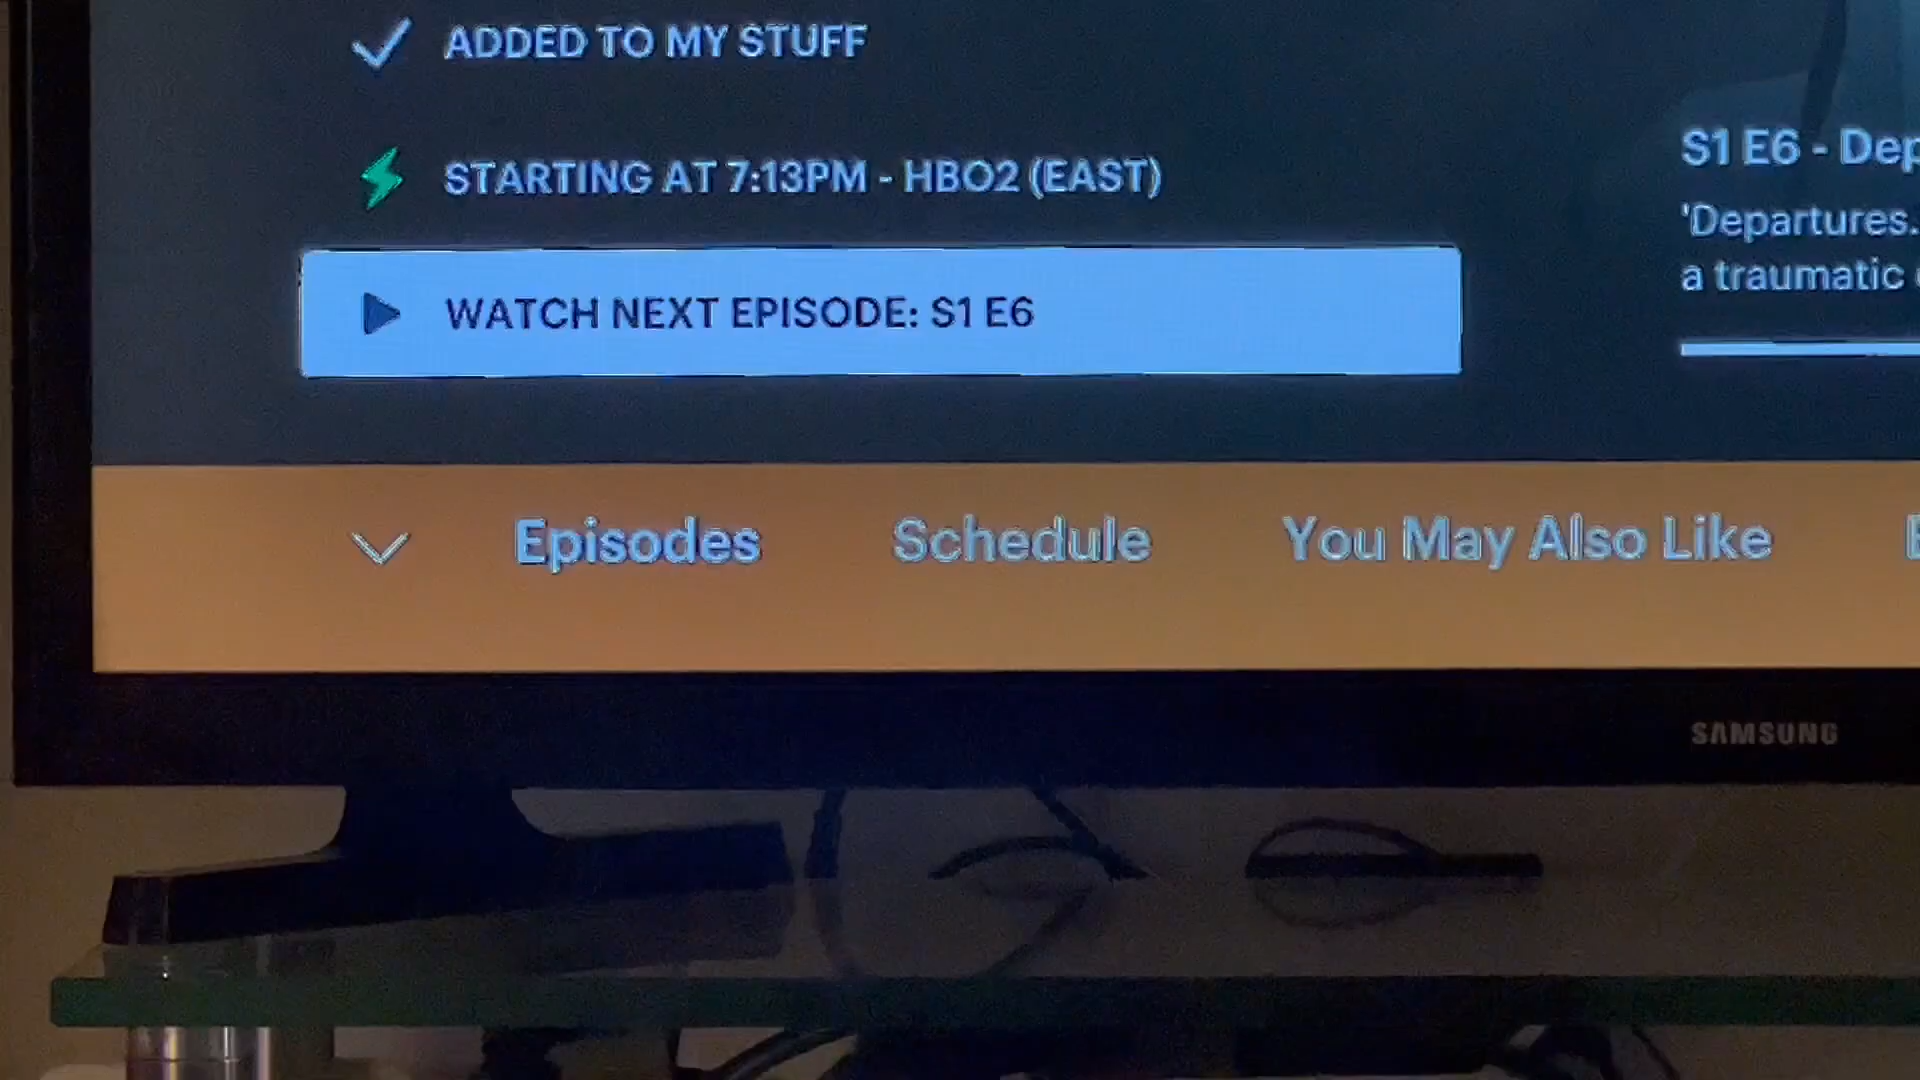 ADDED TO MY STUFF
STARTING AT 7:13PM - HBO2 (EAST)
WATCH NEXT EPISODE: S1 E6
S1 E6 -
'Departures.
a traumatic
Episodes Schedule You May Also Like
SAMSUNG